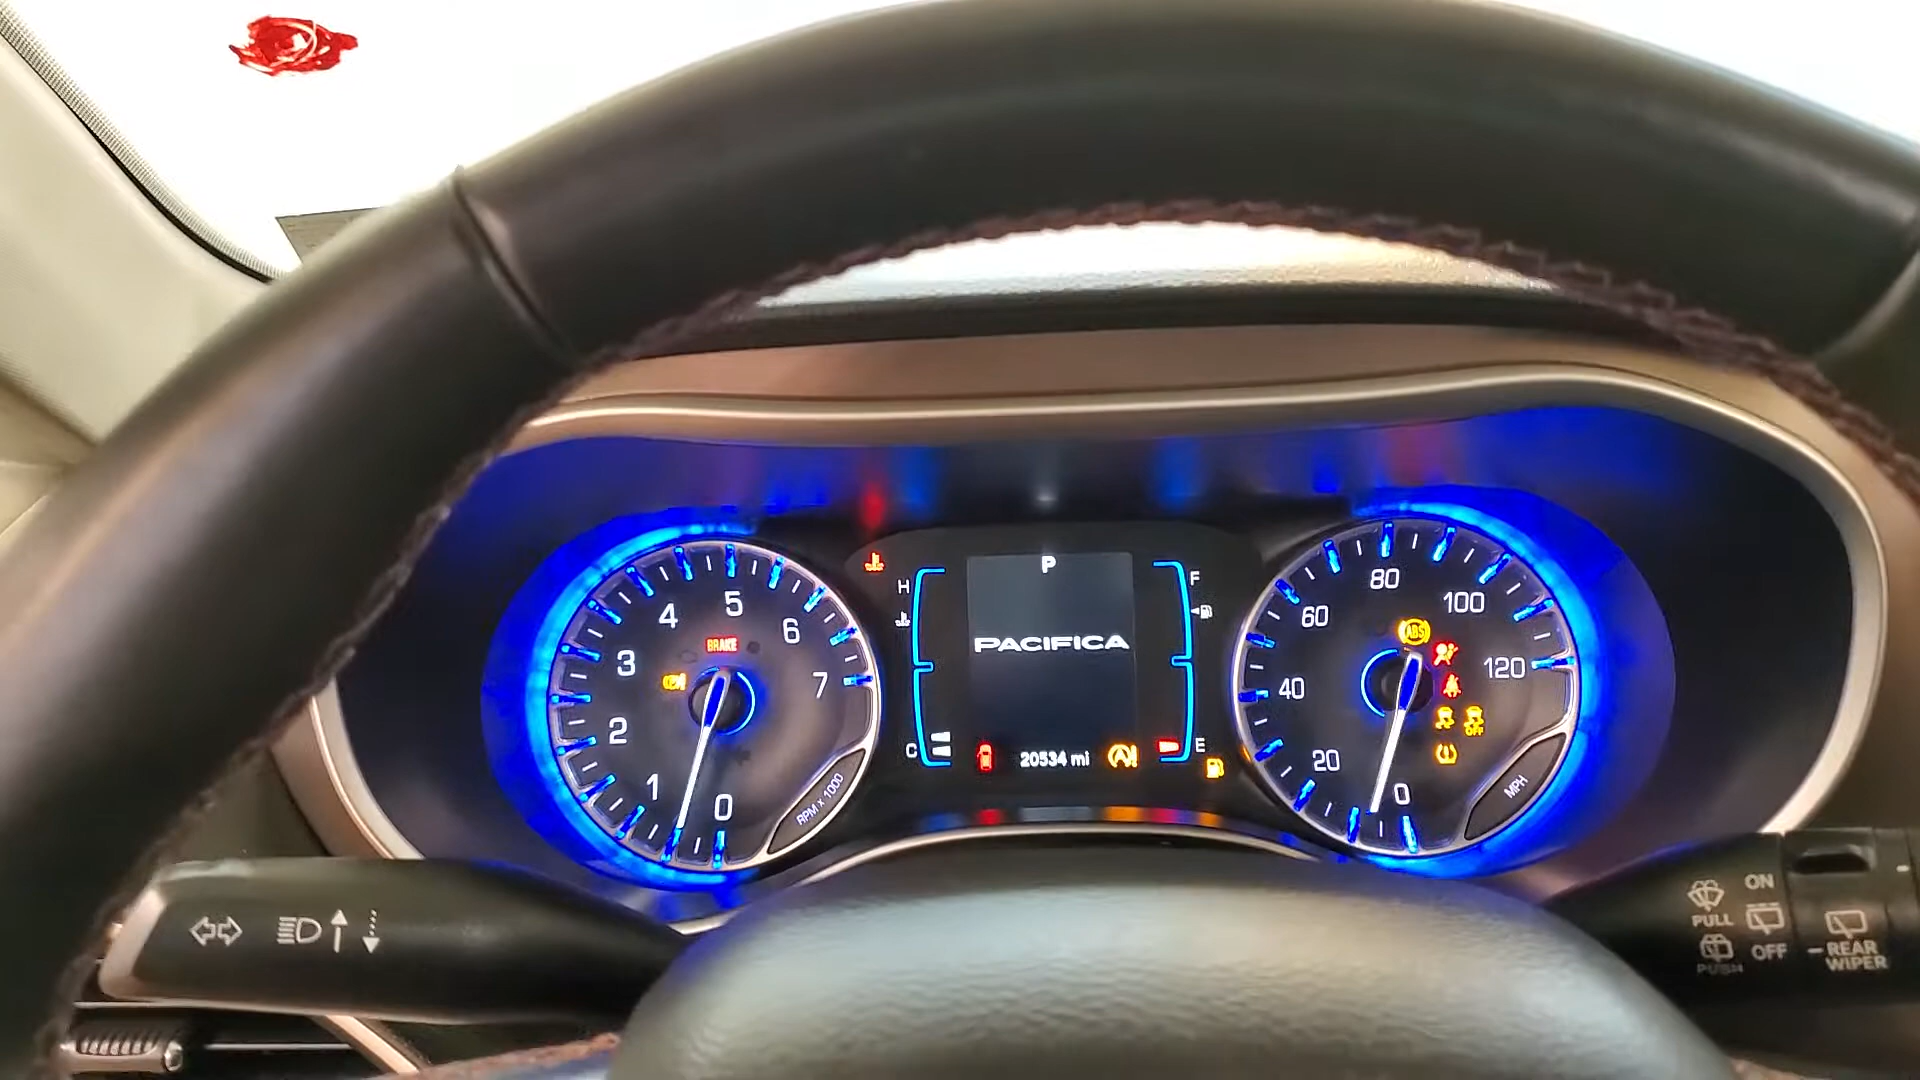 P
H
F
PACIFICA
C
E
20534 mi
BRAKE
0
1
2
3
4
5
6
7
RPM x 1000
ABS
OFF
0
20
40
60
80
100
120
MPH
ON
PULL
OFF
PUSH
REAR
WIPER